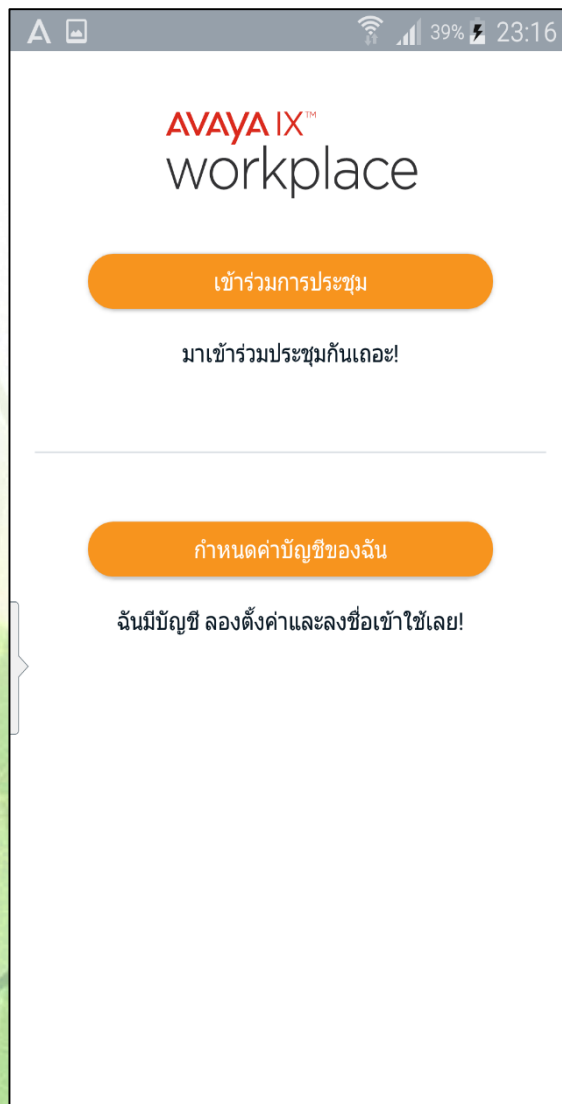 A 39% 23:16
AVAYA IX™
workplace
เข้าร่วมการประชุม
มาเข้าร่วมประชุมกันเถอะ!
กำหนดค่าบัญชีของฉัน
ฉันมีบัญชี ลองตั้งค่าและลงชื่อเข้าใช้เลย!